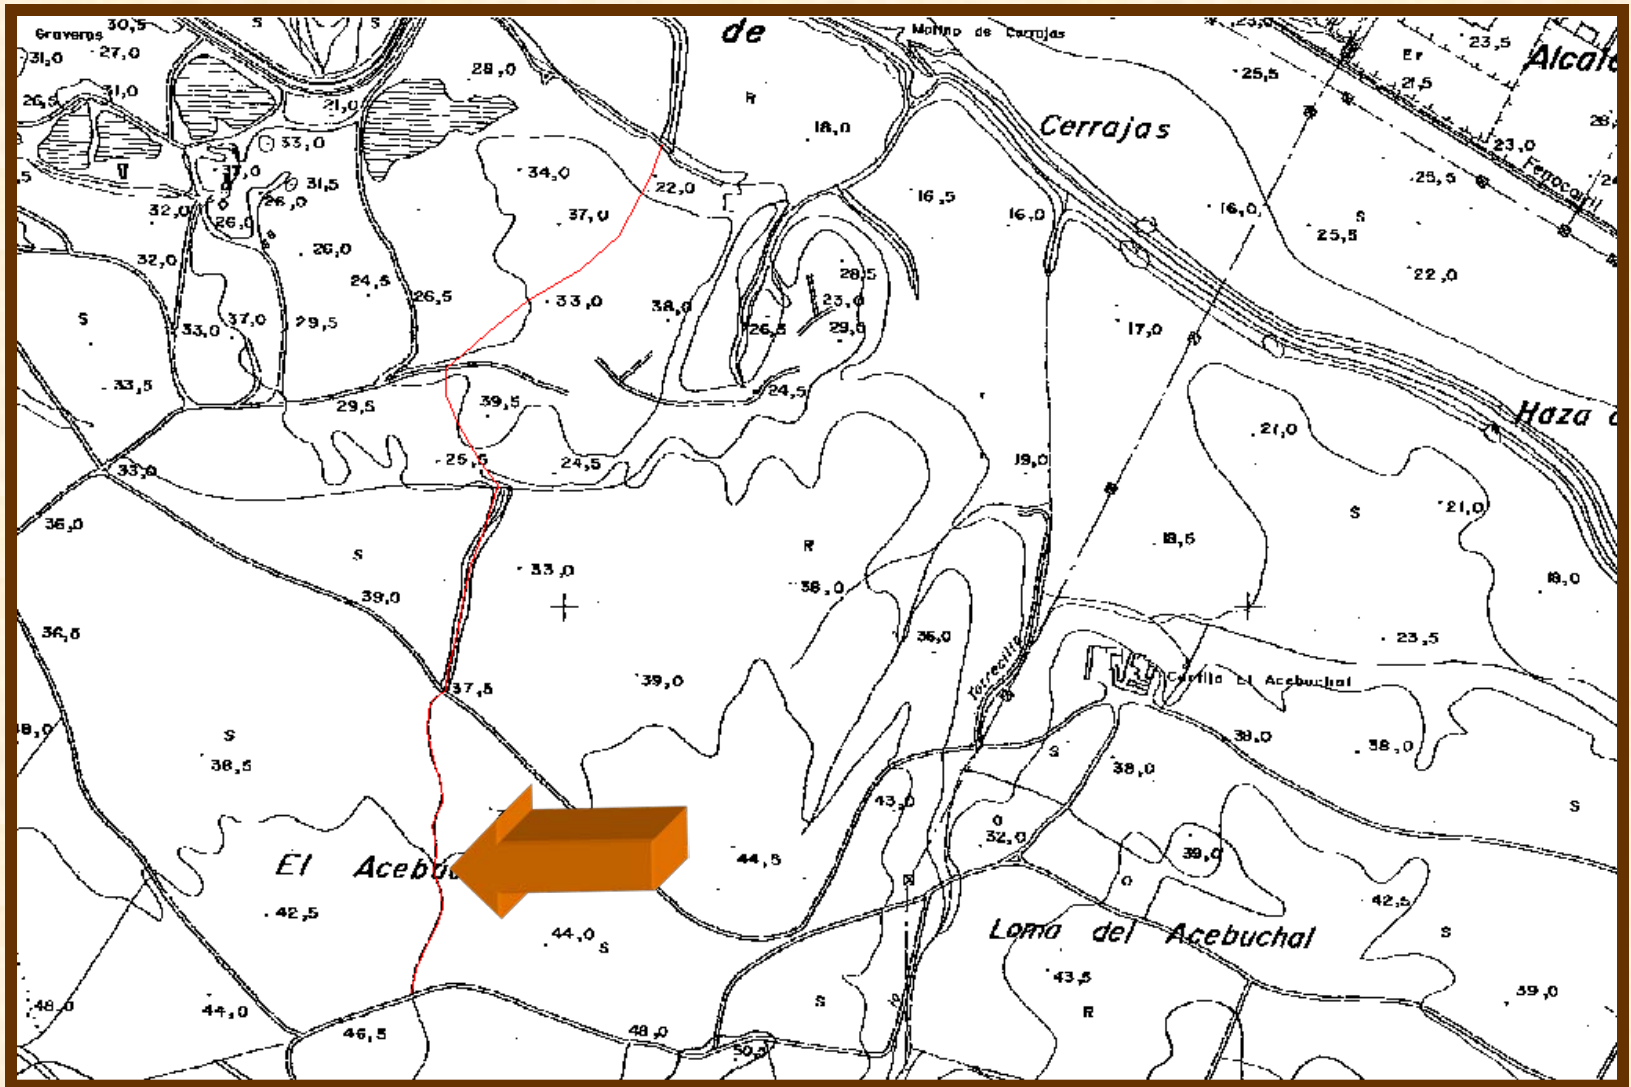 Graveras 30,5 S S de Molino de Cerrajas 23,0
31,0 27,0 28,0 23,5 Er Alcalá
26,5 31,0 21,0 R 25,5 21,5
33,0 18,0 Cerrajas 23,0 28,
37,0 31,5 34,0 22,0 Ferrocarril
32,0 26,0 26,0 37,0 16,5 16,0 16,0 25,5
26,0 S 25,5
32,0 24,5 26,5 28,5 22,0
33,0 37,0 29,5 33,0 38,0 23,0
S 26,5 29,0 17,0
33,5 29,5 39,5 24,5 Haza
21,0
33,0 25,5 24,5 19,0
36,0 S R 18,5 S 21,0
39,0 33,0 38,0 18,0
36,5 36,0 23,5
37,5 39,0 Torrecilla Cortijo El Acebuchal
38,0 S 38,5 S 38,0 39,0 38,0
43,0 O 32,0 S
El Acebu 44,5 39,0
42,5 O 42,5
44,0 S Loma del Acebuchal S
48,0 44,0 S 43,5 39,0
46,5 48,0 R
50,5